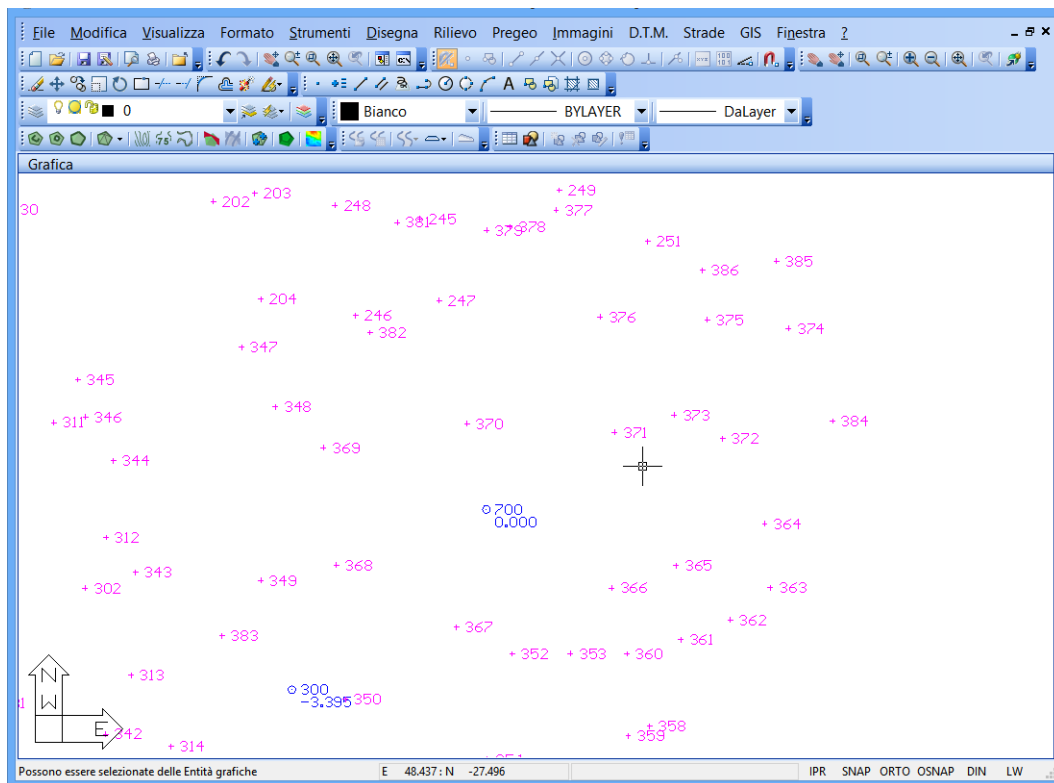 File Modifica Visualizza Formato Strumenti Disegna Rilievo Pregeo Immagini D.T.M. Strade GIS Finestra ?
0 Bianco BYLAYER DaLayer
Grafica
30 202 203 248 249
377
381 245 379 378
251
386 385
204 247
246 376 375 374
382
347
345
348
311 346 370 373 384
371 372
369
344
700
0.000
364
312
343 368 365
349
302 366 363
362
383 367
361
352 353 360
313
300
-3.395 350
358
342 359
314
N
W
E
Possono essere selezionate delle Entità grafiche E 48.437 : N -27.496 IPR SNAP ORTO OSNAP DIN LW